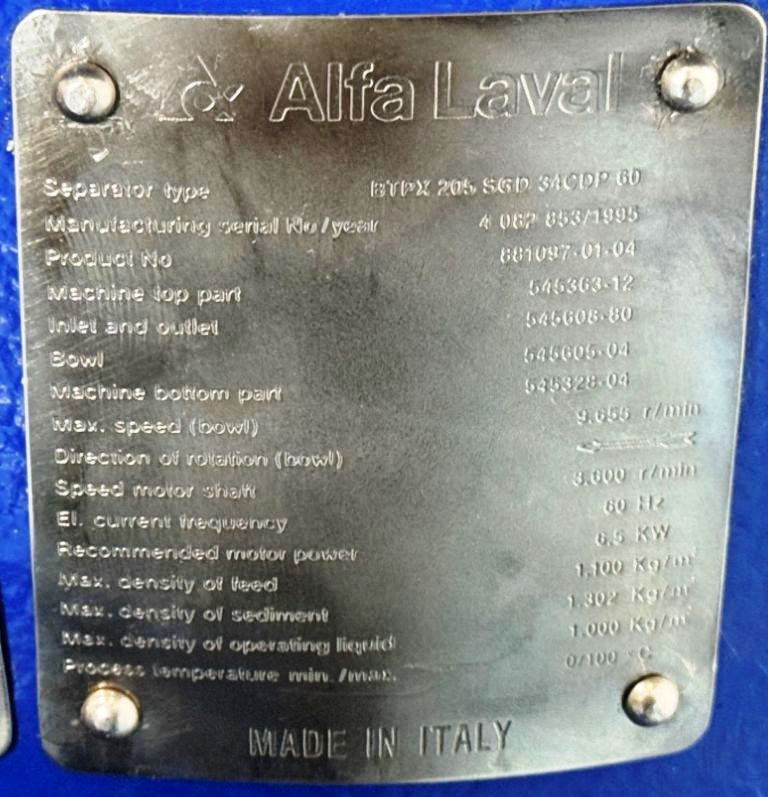 Alfa Laval
Separator type BTPX 205 SGD 34CDP 60
Manufacturing serial No/year 4 062 853/1995
Product No 881097-01-04
Machine top part 545363-12
Inlet and outlet 545608-80
Bowl 545605-04
Machine bottom part 545328-04
Max. speed (bowl) 9.655 r/min
Direction of rotation (bowl)
Speed motor shaft 3.600 r/min
El. current frequency 60 Hz
Recommended motor power 6,5 KW
Max. density of feed 1.100 Kg/m³
Max. density of sediment 1.302 Kg/m³
Max. density of operating liquid 1.000 Kg/m³
Process temperature min./max. 0/100 °C
MADE IN ITALY